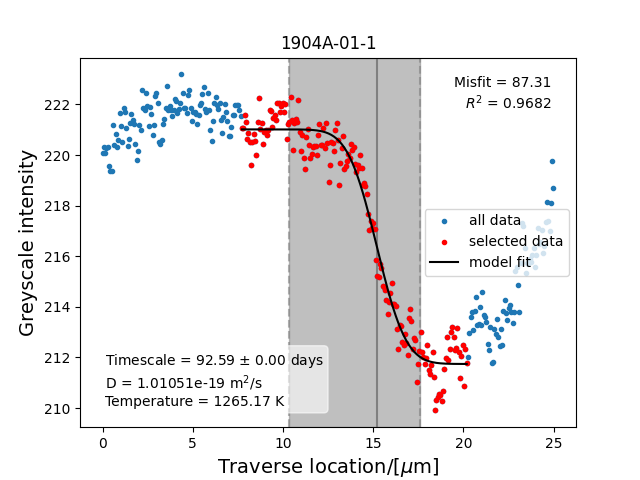 1904A-01-1
Misfit = 87.31
R² = 0.9682
Greyscale intensity
222
220
218
216
214
212
210
all data
selected data
model fit
Timescale = 92.59 ± 0.00 days
D = 1.01051e-19 m²/s
Temperature = 1265.17 K
0 5 10 15 20 25
Traverse location/[μm]